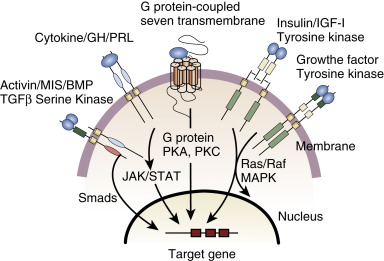 G protein-coupled
seven transmembrane
Cytokine/GH/PRL
Insulin/IGF-I
Tyrosine kinase
Activin/MIS/BMP
TGFβ Serine Kinase
Growthe factor
Tyrosine kinase
G protein
PKA, PKC
Membrane
JAK/STAT
Ras/Raf
MAPK
Smads
Nucleus
Target gene